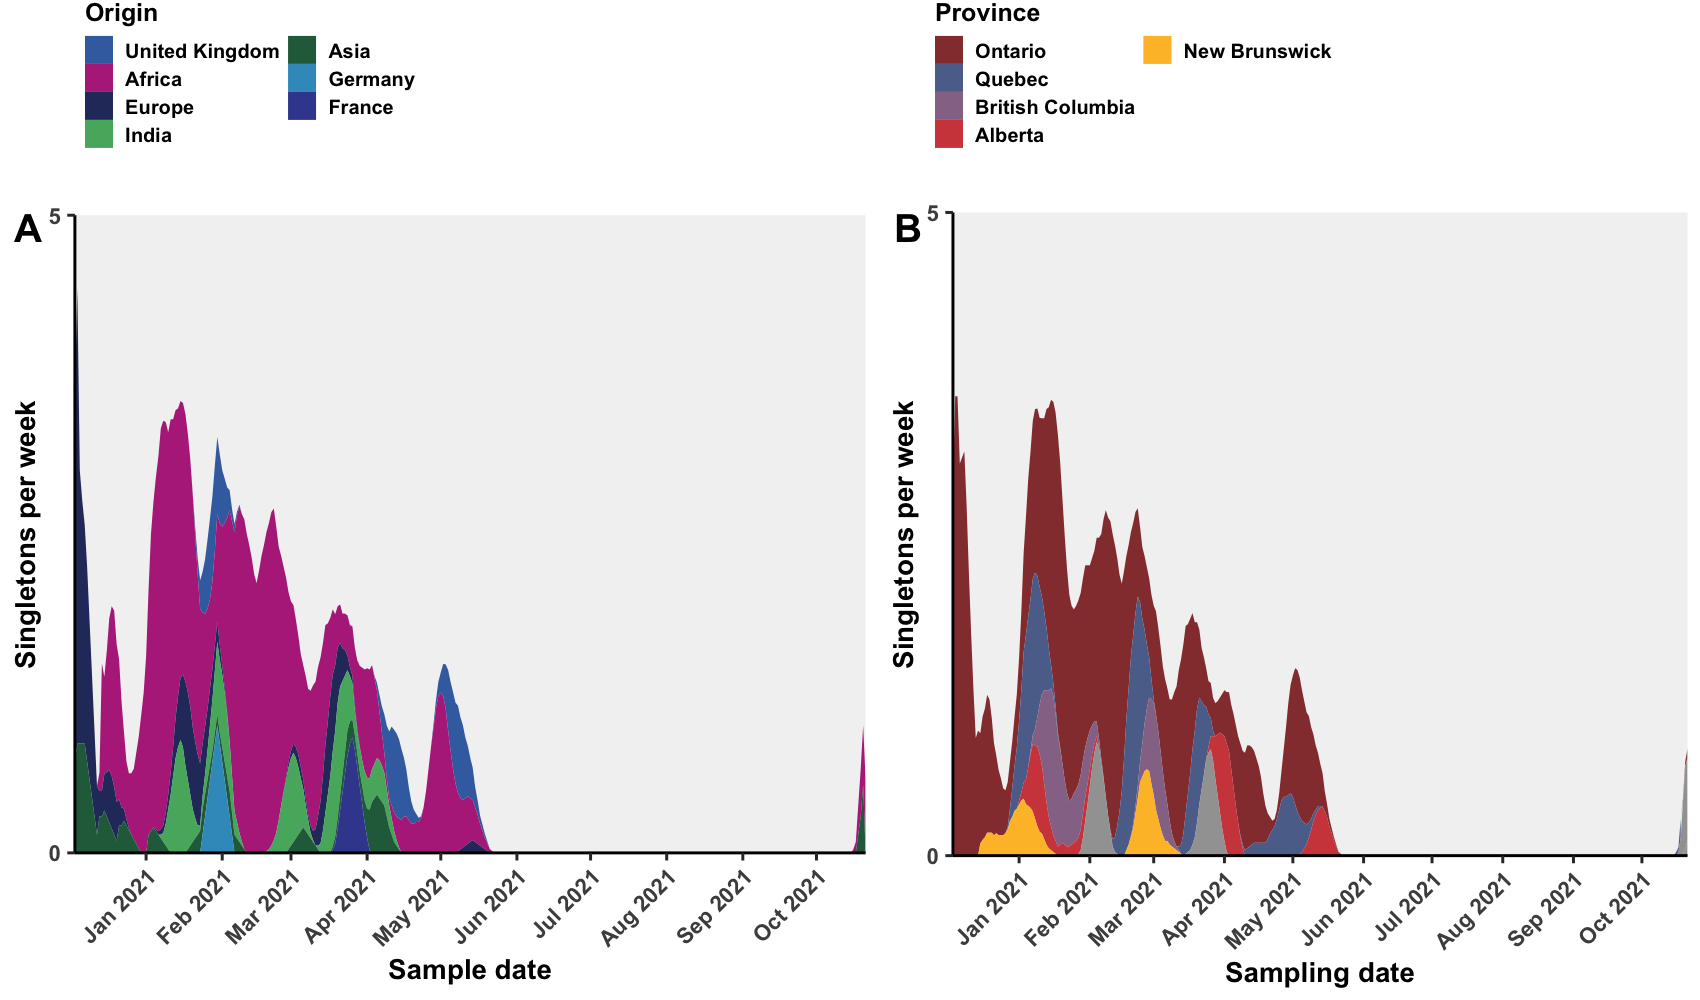 Origin
United Kingdom
Africa
Europe
India
Asia
Germany
France
Province
Ontario
Quebec
British Columbia
Alberta
New Brunswick
A
5
0
Singletons per week
Jan 2021
Feb 2021
Mar 2021
Apr 2021
May 2021
Jun 2021
Jul 2021
Aug 2021
Sep 2021
Oct 2021
Sample date
B
5
0
Singletons per week
Jan 2021
Feb 2021
Mar 2021
Apr 2021
May 2021
Jun 2021
Jul 2021
Aug 2021
Sep 2021
Oct 2021
Sampling date